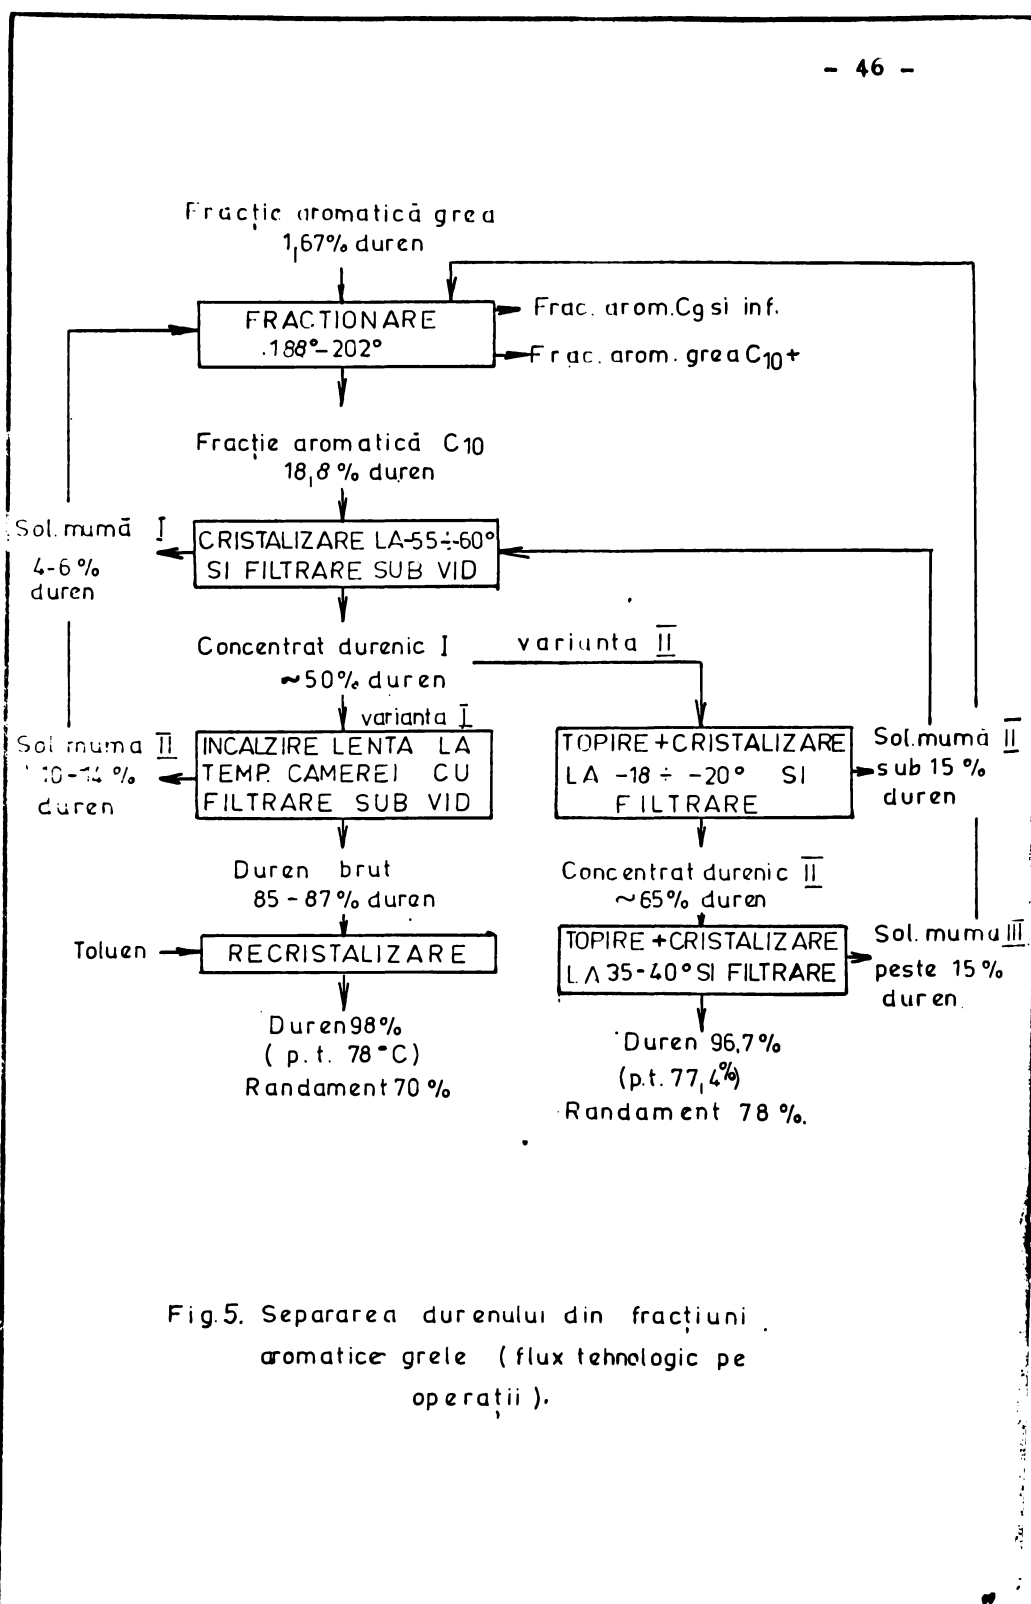 - 46 -
Fracție aromatică grea
1,67% duren
FRACTIONARE
188°-202°
Frac. arom. C9 si inf.
Frac. arom. grea C10+
Fracție aromatică C10
18,8 % duren
Sol. mumă I
4-6 %
duren
CRISTALIZARE LA -55÷-60°
SI FILTRARE SUB VID
Concentrat durenic I
~50% duren
varianta II
varianta I
Sol muma II
10-14 %
duren
INCALZIRE LENTA LA
TEMP. CAMEREI CU
FILTRARE SUB VID
TOPIRE + CRISTALIZARE
LA -18 ÷ -20° SI
FILTRARE
Sol. mumă II
sub 15 %
duren
Duren brut
85 - 87 % duren
Concentrat durenic II
~65% duren
Toluen
RECRISTALIZARE
TOPIRE + CRISTALIZARE
LA 35-40° SI FILTRARE
Sol. muma III
peste 15 %
duren
Duren 98%
( p.t. 78°C)
Randament 70 %
Duren 96,7%
(p.t. 77,4%)
Randament 78 %.
Fig. 5. Separarea durenului din fracțiuni
aromatice grele ( flux tehnologic pe
operații ).